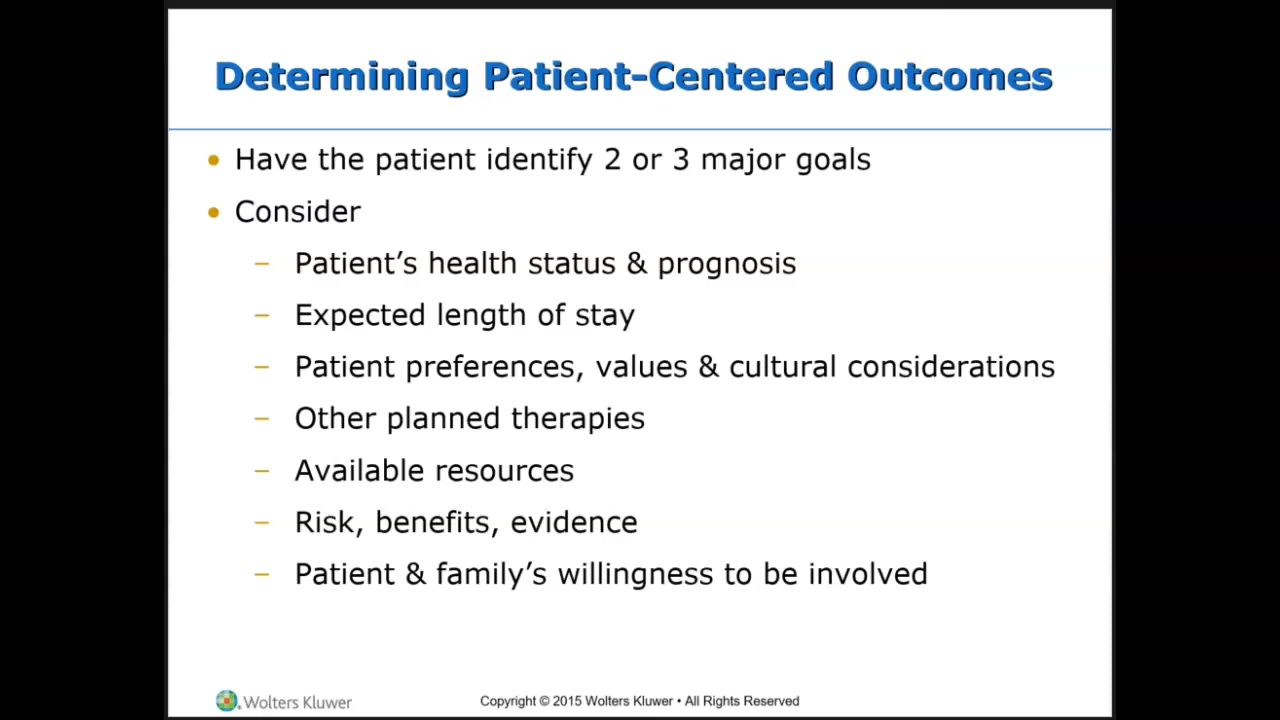 Determining Patient-Centered Outcomes
• Have the patient identify 2 or 3 major goals
• Consider
– Patient’s health status & prognosis
– Expected length of stay
– Patient preferences, values & cultural considerations
– Other planned therapies
– Available resources
– Risk, benefits, evidence
– Patient & family’s willingness to be involved
Wolters Kluwer
Copyright © 2015 Wolters Kluwer • All Rights Reserved